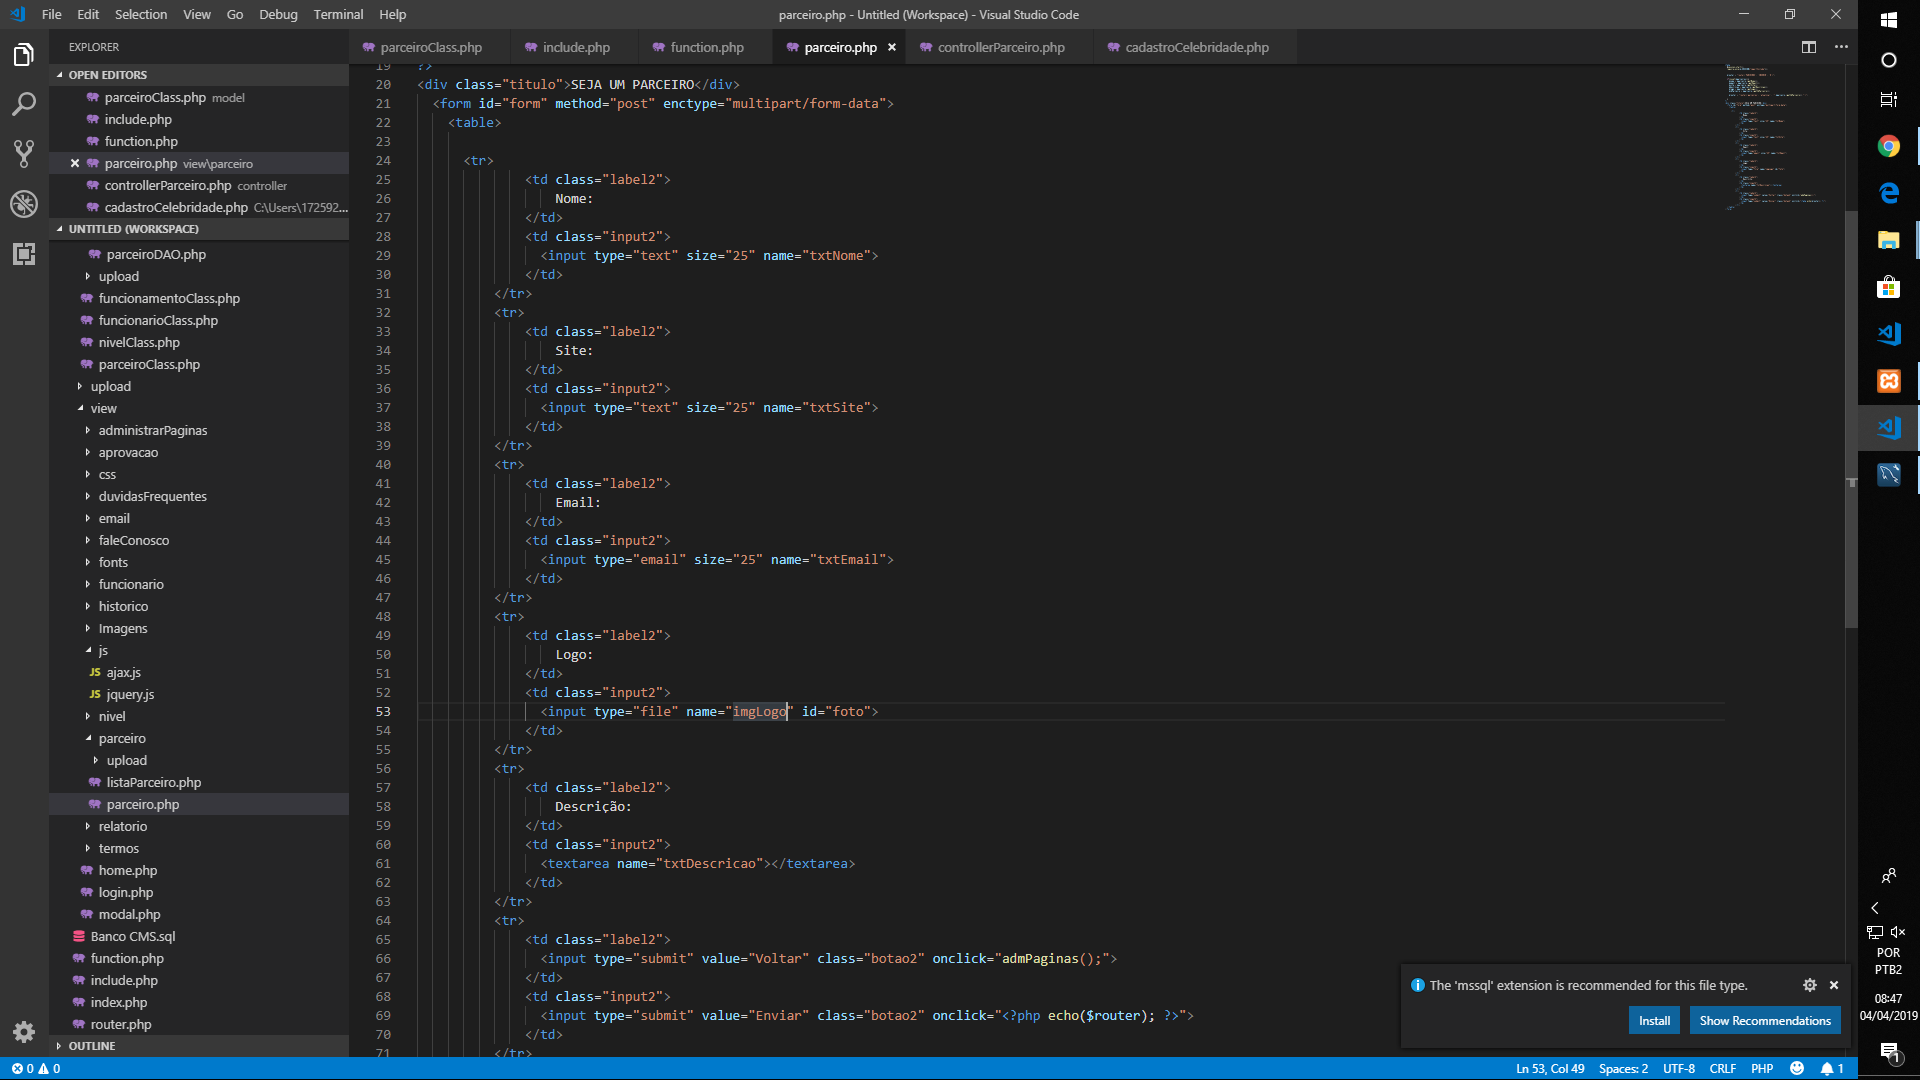 File Edit Selection View Go Debug Terminal Help
parceiro.php - Untitled (Workspace) - Visual Studio Code
EXPLORER
OPEN EDITORS
parceiroClass.php model
include.php
function.php
parceiro.php view\parceiro
controllerParceiro.php controller
cadastroCelebridade.php C:\Users\172592...
UNTITLED (WORKSPACE)
parceiroDAO.php
upload
funcionamentoClass.php
funcionarioClass.php
nivelClass.php
parceiroClass.php
upload
view
administrarPaginas
aprovacao
css
duvidasFrequentes
email
faleConosco
fonts
funcionario
historico
Imagens
js
JS ajax.js
JS jquery.js
nivel
parceiro
upload
listaParceiro.php
parceiro.php
relatorio
termos
home.php
login.php
modal.php
Banco CMS.sql
function.php
include.php
index.php
router.php
OUTLINE
parceiroClass.php include.php function.php parceiro.php controllerParceiro.php cadastroCelebridade.php
19 ?>
20 <div class="titulo">SEJA UM PARCEIRO</div>
21 <form id="form" method="post" enctype="multipart/form-data">
22 <table>
23
24 <tr>
25 <td class="label2">
26 Nome:
27 </td>
28 <td class="input2">
29 <input type="text" size="25" name="txtNome">
30 </td>
31 </tr>
32 <tr>
33 <td class="label2">
34 Site:
35 </td>
36 <td class="input2">
37 <input type="text" size="25" name="txtSite">
38 </td>
39 </tr>
40 <tr>
41 <td class="label2">
42 Email:
43 </td>
44 <td class="input2">
45 <input type="email" size="25" name="txtEmail">
46 </td>
47 </tr>
48 <tr>
49 <td class="label2">
50 Logo:
51 </td>
52 <td class="input2">
53 <input type="file" name="imgLogo" id="foto">
54 </td>
55 </tr>
56 <tr>
57 <td class="label2">
58 Descrição:
59 </td>
60 <td class="input2">
61 <textarea name="txtDescricao"></textarea>
62 </td>
63 </tr>
64 <tr>
65 <td class="label2">
66 <input type="submit" value="Voltar" class="botao2" onclick="admPaginas();">
67 </td>
68 <td class="input2">
69 <input type="submit" value="Enviar" class="botao2" onclick="<?php echo($router); ?>">
70 </td>
71 </tr>
The 'mssql' extension is recommended for this file type.
Install Show Recommendations
0 0
Ln 53, Col 49 Spaces: 2 UTF-8 CRLF PHP 1
POR
PTB2
08:47
04/04/2019
1